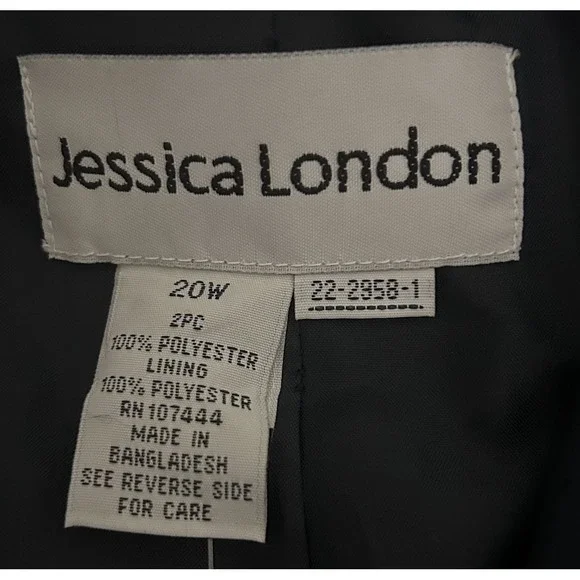 Jessica London
20W
22-2958-1
2PC
100% POLYESTER
LINING
100% POLYESTER
RN107444
MADE IN
BANGLADESH
SEE REVERSE SIDE
FOR CARE